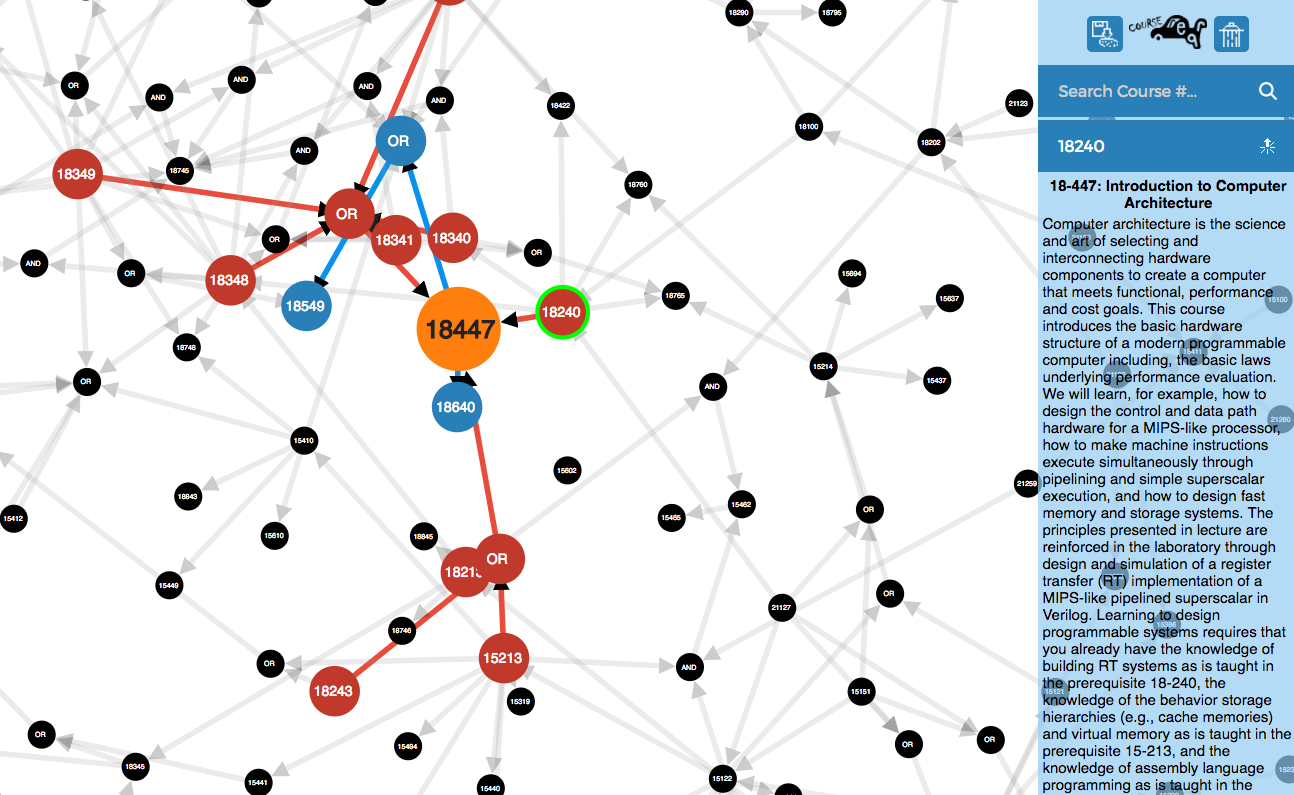 18290
18795
COURSE
Search Course #...
OR
AND
AND
AND
AND
18422
21123
18100
18202
OR
18240
AND
18745
18349
18760
18-447: Introduction to Computer
Architecture
Computer architecture is the science
and art of selecting and
interconnecting hardware
components to create a computer
that meets functional, performance
and cost goals. This course
introduces the basic hardware
structure of a modern programmable
computer including, the basic laws
underlying performance evaluation.
We will learn, for example, how to
design the control and data path
hardware for a MIPS-like processor,
how to make machine instructions
execute simultaneously through
pipelining and simple superscalar
execution, and how to design fast
memory and storage systems. The
principles presented in lecture are
reinforced in the laboratory through
design and simulation of a register
transfer (RT) implementation of a
MIPS-like pipelined superscalar in
Verilog. Learning to design
programmable systems requires that
you already have the knowledge of
building RT systems as is taught in
the prerequisite 18-240, the
knowledge of the behavior storage
hierarchies (e.g., cache memories)
and virtual memory as is taught in the
prerequisite 15-213, and the
knowledge of assembly language
programming as is taught in the
OR
OR
18341
18340
OR
AND
OR
18348
15694
18549
18765
15637
15100
18240
18447
18748
15214
OR
AND
15437
18640
21260
15410
15602
21259
18843
15462
15412
15465
OR
15610
18845
OR
18213
15449
OR
21127
18746
OR
15213
AND
18243
15151
15121
15319
OR
15494
OR
OR
18345
15441
15440
15122